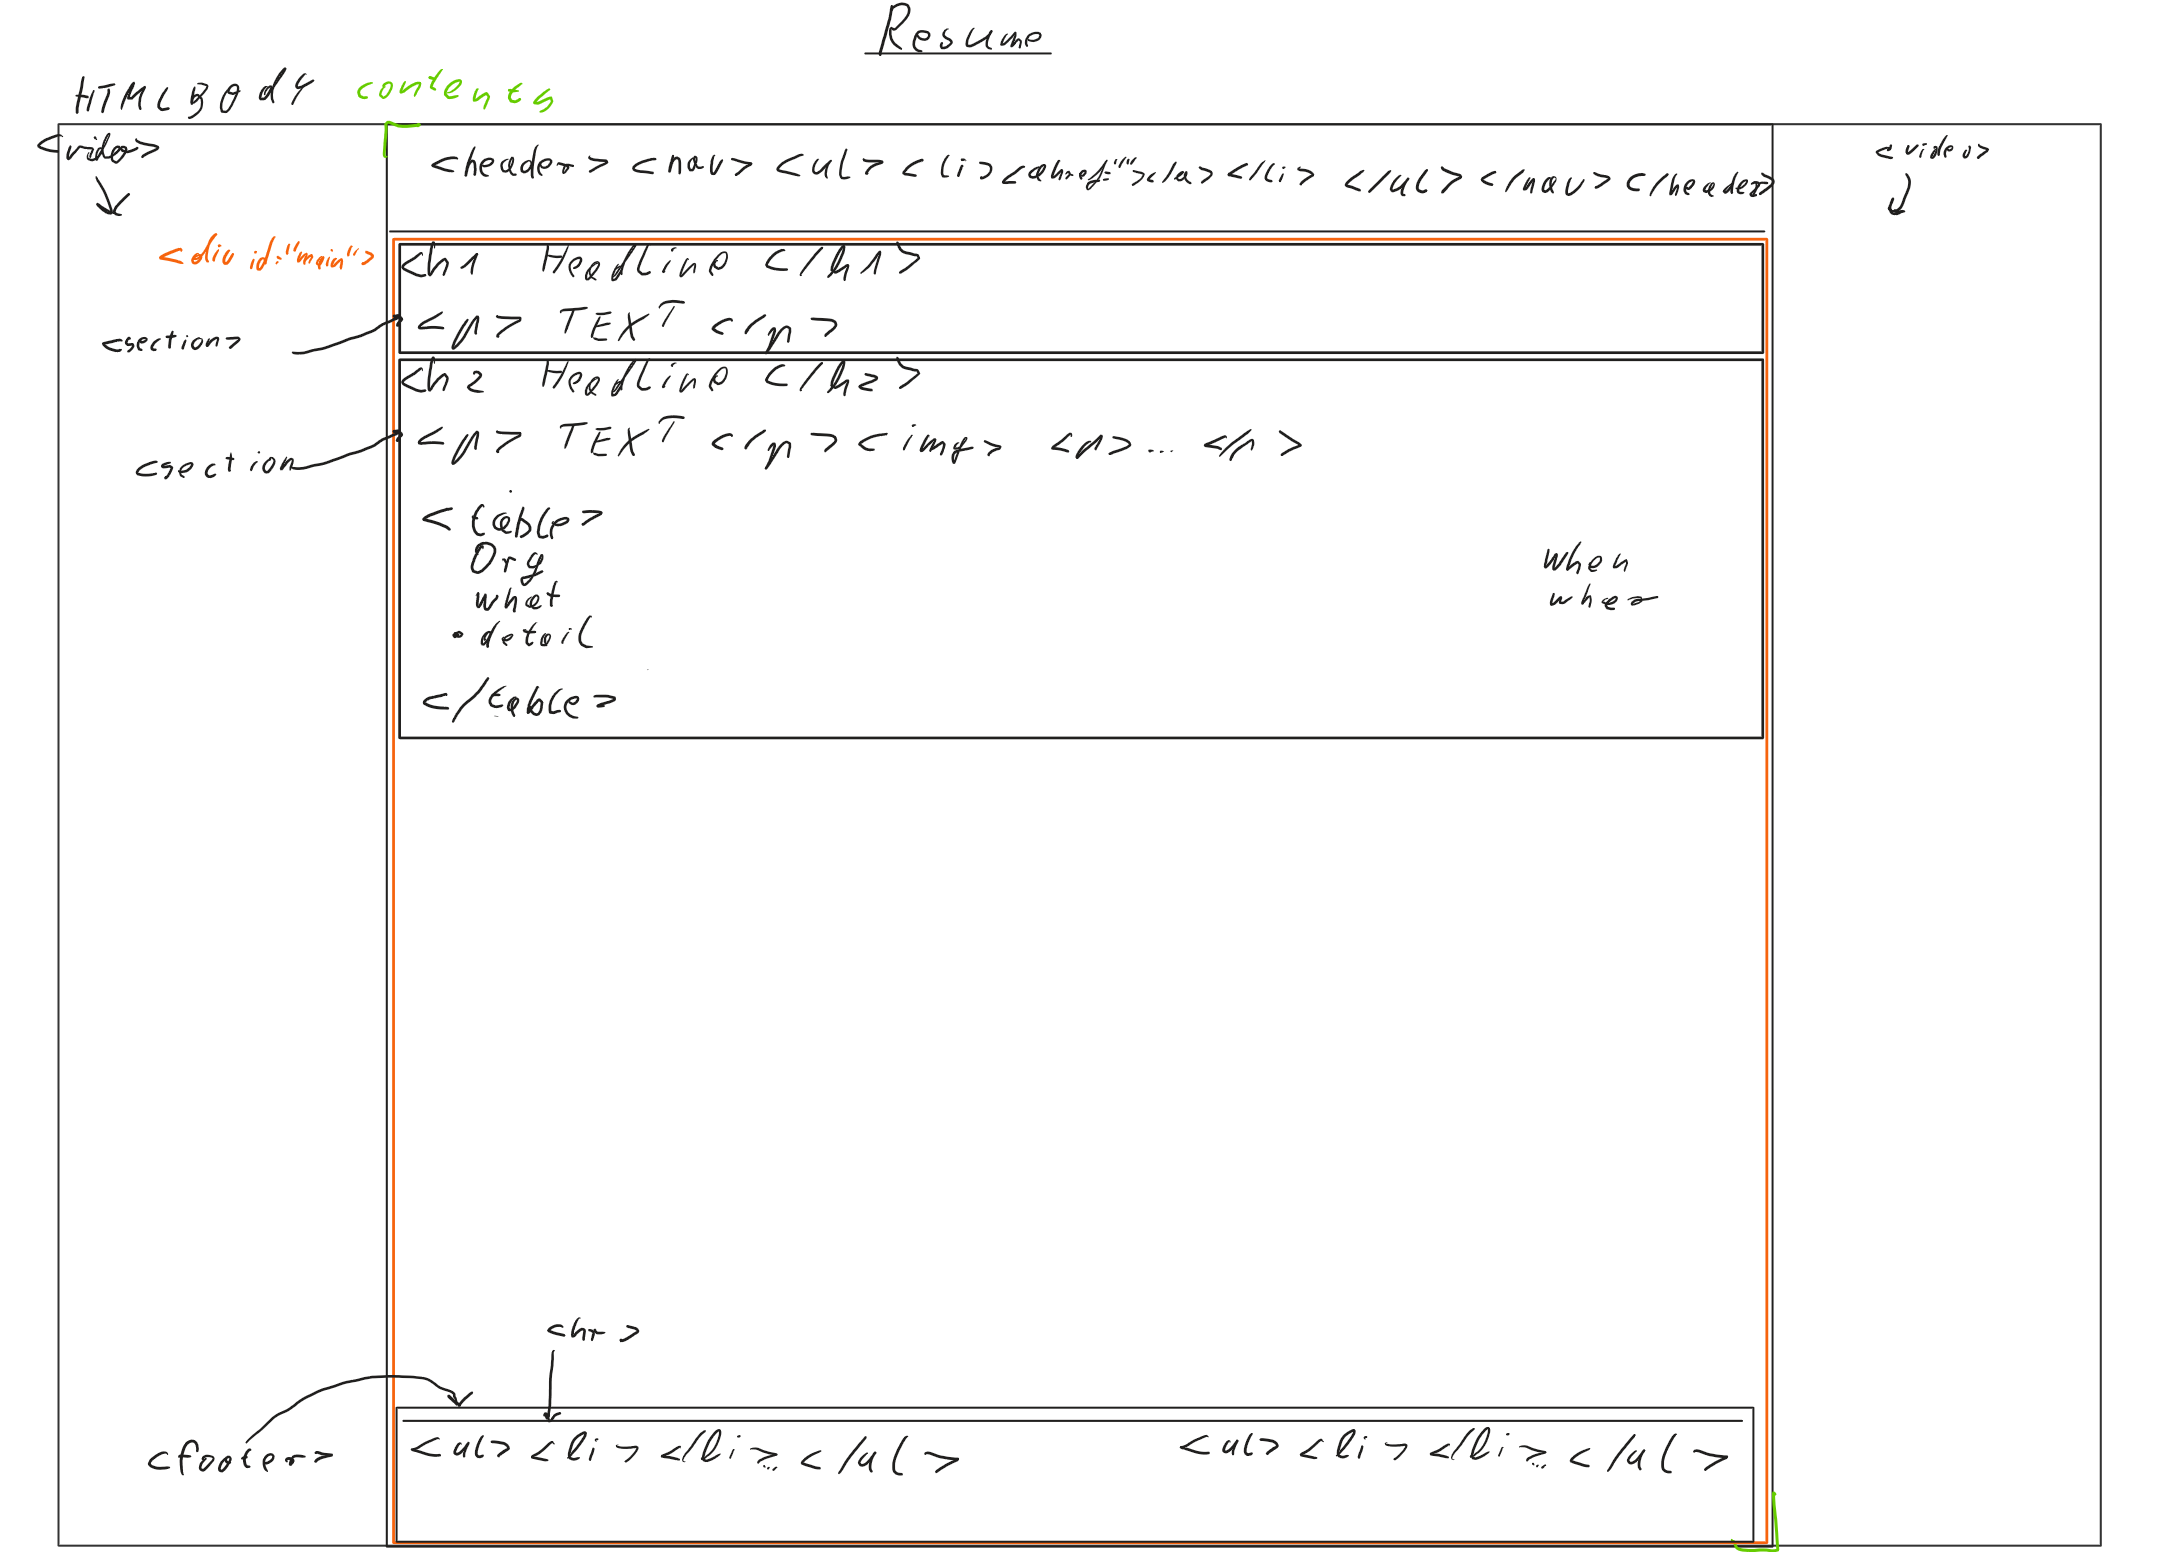 Resume
HTML BOdY contents
<video>
<header> <nav> <ul> <li> <a href=""></a> </li> </ul> </nav> </header>
<video>
<div id="main">
<h1 Headline </h1>
<section>
<p> TEXT </p>
<h2 Headline </h2>
<section
<p> TEXT </p> <img> <p>... </p>
<table>
Org when
what wher
• detail
</table>
<hr>
<footer>
<ul> <li> </li>... </ul> <ul> <li> </li>... </ul>